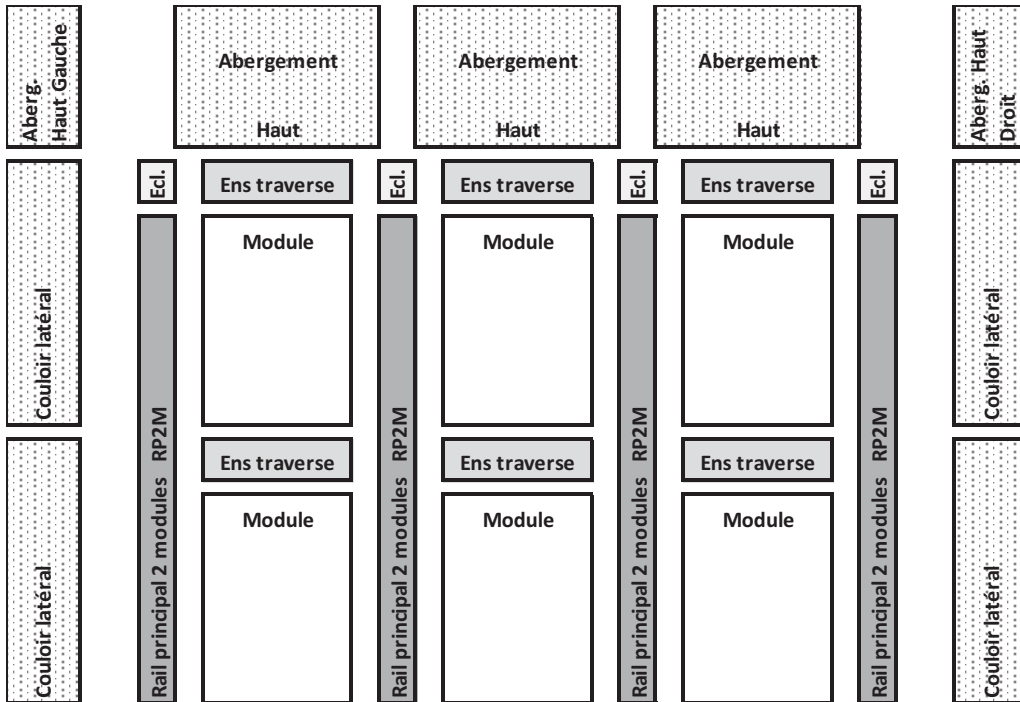 Aberg.
Haut Gauche
Abergement
Haut
Abergement
Haut
Abergement
Haut
Aberg. Haut
Droit
Ecl.
Ens traverse
Ecl.
Ens traverse
Ecl.
Ens traverse
Ecl.
Couloir latéral
Rail principal 2 modules RP2M
Module
Rail principal 2 modules RP2M
Module
Rail principal 2 modules RP2M
Module
Rail principal 2 modules RP2M
Couloir latéral
Ens traverse
Ens traverse
Ens traverse
Couloir latéral
Module
Module
Module
Couloir latéral